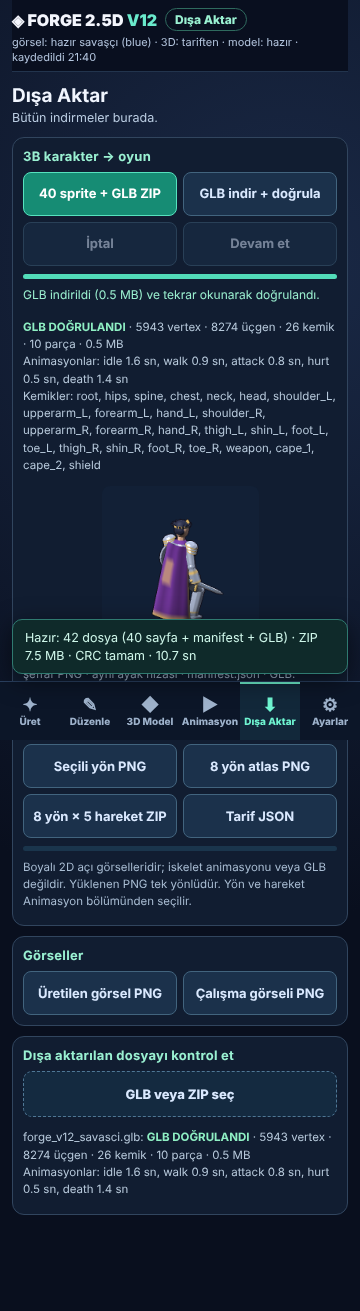 ◈ FORGE 2.5D V12 Dışa Aktar
görsel: hazır savaşçı (blue) · 3D: tariften · model: hazır ·
kaydedildi 21:40
Dışa Aktar
Bütün indirmeler burada.
3B karakter → oyun
40 sprite + GLB ZIP
GLB indir + doğrula
İptal
Devam et
GLB indirildi (0.5 MB) ve tekrar okunarak doğrulandı.
GLB DOĞRULANDI · 5943 vertex · 8274 üçgen · 26 kemik
· 10 parça · 0.5 MB
Animasyonlar: idle 1.6 sn, walk 0.9 sn, attack 0.8 sn, hurt
0.5 sn, death 1.4 sn
Kemikler: root, hips, spine, chest, neck, head, shoulder_L,
upperarm_L, forearm_L, hand_L, shoulder_R,
upperarm_R, forearm_R, hand_R, thigh_L, shin_L, foot_L,
toe_L, thigh_R, shin_R, foot_R, toe_R, weapon, cape_1,
cape_2, shield
Hazır: 42 dosya (40 sayfa + manifest + GLB) · ZIP
7.5 MB · CRC tamam · 10.7 sn
Üret
Düzenle
3D Model
Animasyon
Dışa Aktar
Ayarlar
Seçili yön PNG
8 yön atlas PNG
8 yön × 5 hareket ZIP
Tarif JSON
Boyalı 2D açı görselleridir; iskelet animasyonu veya GLB
değildir. Yüklenen PNG tek yönlüdür. Yön ve hareket
Animasyon bölümünden seçilir.
Görseller
Üretilen görsel PNG
Çalışma görseli PNG
Dışa aktarılan dosyayı kontrol et
GLB veya ZIP seç
forge_v12_savasci.glb: GLB DOĞRULANDI · 5943 vertex ·
8274 üçgen · 26 kemik · 10 parça · 0.5 MB
Animasyonlar: idle 1.6 sn, walk 0.9 sn, attack 0.8 sn, hurt
0.5 sn, death 1.4 sn